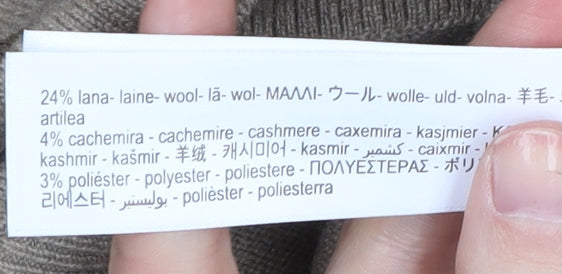 24% lana- laine- wool- lã- wol- ΜΑΛΛΙ- ウール- wolle- uld- volna- 羊毛-
artilea
4% cachemira - cachemire - cashmere - caxemira - kasjmier -
kashmir - kašmir - 羊绒 - 캐시미어 - kasmir - كشمير - caixmir -
3% poliéster - polyester - poliestere - ΠΟΛΥΕΣΤΕΡΑΣ - ポリ
리에스터 - بوليستير - polièster - poliesterra